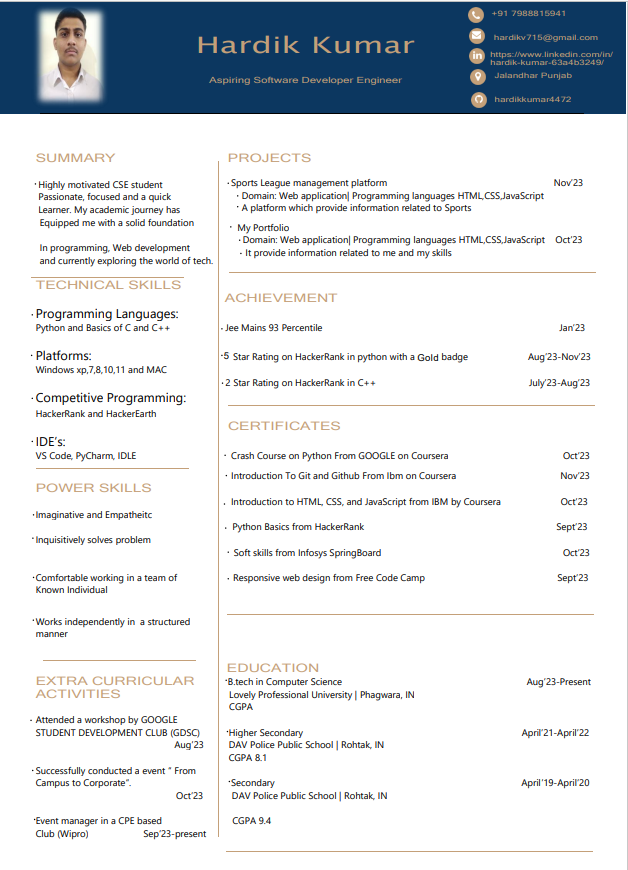 Hardik Kumar
Aspiring Software Developer Engineer
+91 7988815941
hardikv715@gmail.com
https://www.linkedin.com/in/
hardik-kumar-63a4b3249/
Jalandhar Punjab
hardikkumar4472
SUMMARY
·Highly motivated CSE student
Passionate, focused and a quick
Learner. My academic journey has
Equipped me with a solid foundation
In programming, Web development
and currently exploring the world of tech.
TECHNICAL SKILLS
·Programming Languages:
Python and Basics of C and C++
·Platforms:
Windows xp,7,8,10,11 and MAC
·Competitive Programming:
HackerRank and HackerEarth
·IDE's:
VS Code, PyCharm, IDLE
POWER SKILLS
·Imaginative and Empatheitc
·Inquisitively solves problem
·Comfortable working in a team of
Known Individual
·Works independently in a structured
manner
EXTRA CURRICULAR
ACTIVITIES
· Attended a workshop by GOOGLE
STUDENT DEVELOPMENT CLUB (GDSC)
Aug'23
·Successfully conducted a event " From
Campus to Corporate".
Oct'23
·Event manager in a CPE based
Club (Wipro) Sep'23-present
PROJECTS
·Sports League management platform Nov'23
· Domain: Web application| Programming languages HTML,CSS,JavaScript
· A platform which provide information related to Sports
· My Portfolio
· Domain: Web application| Programming languages HTML,CSS,JavaScript Oct'23
· It provide information related to me and my skills
ACHIEVEMENT
·Jee Mains 93 Percentile Jan'23
·5 Star Rating on HackerRank in python with a Gold badge Aug'23-Nov'23
·2 Star Rating on HackerRank in C++ July'23-Aug'23
CERTIFICATES
· Crash Course on Python From GOOGLE on Coursera Oct'23
· Introduction To Git and Github From Ibm on Coursera Nov'23
· Introduction to HTML, CSS, and JavaScript from IBM by Coursera Oct'23
· Python Basics from HackerRank Sept'23
· Soft skills from Infosys SpringBoard Oct'23
· Responsive web design from Free Code Camp Sept'23
EDUCATION
·B.tech in Computer Science Aug'23-Present
Lovely Professional University | Phagwara, IN
CGPA
·Higher Secondary April'21-April'22
DAV Police Public School | Rohtak, IN
CGPA 8.1
·Secondary April'19-April'20
DAV Police Public School | Rohtak, IN
CGPA 9.4